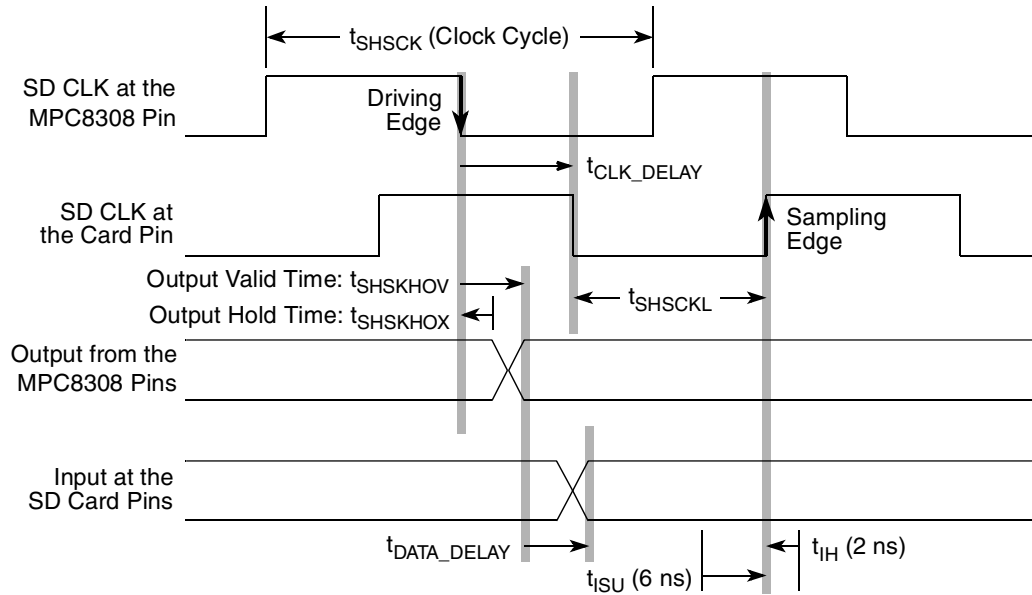 tSHSCK (Clock Cycle)
SD CLK at the
MPC8308 Pin
Driving
Edge
tCLK_DELAY
SD CLK at
the Card Pin
Sampling
Edge
Output Valid Time: tSHSKHOV
tSHSCKL
Output Hold Time: tSHSKHOX
Output from the
MPC8308 Pins
Input at the
SD Card Pins
tDATA_DELAY
tIH (2 ns)
tISU (6 ns)